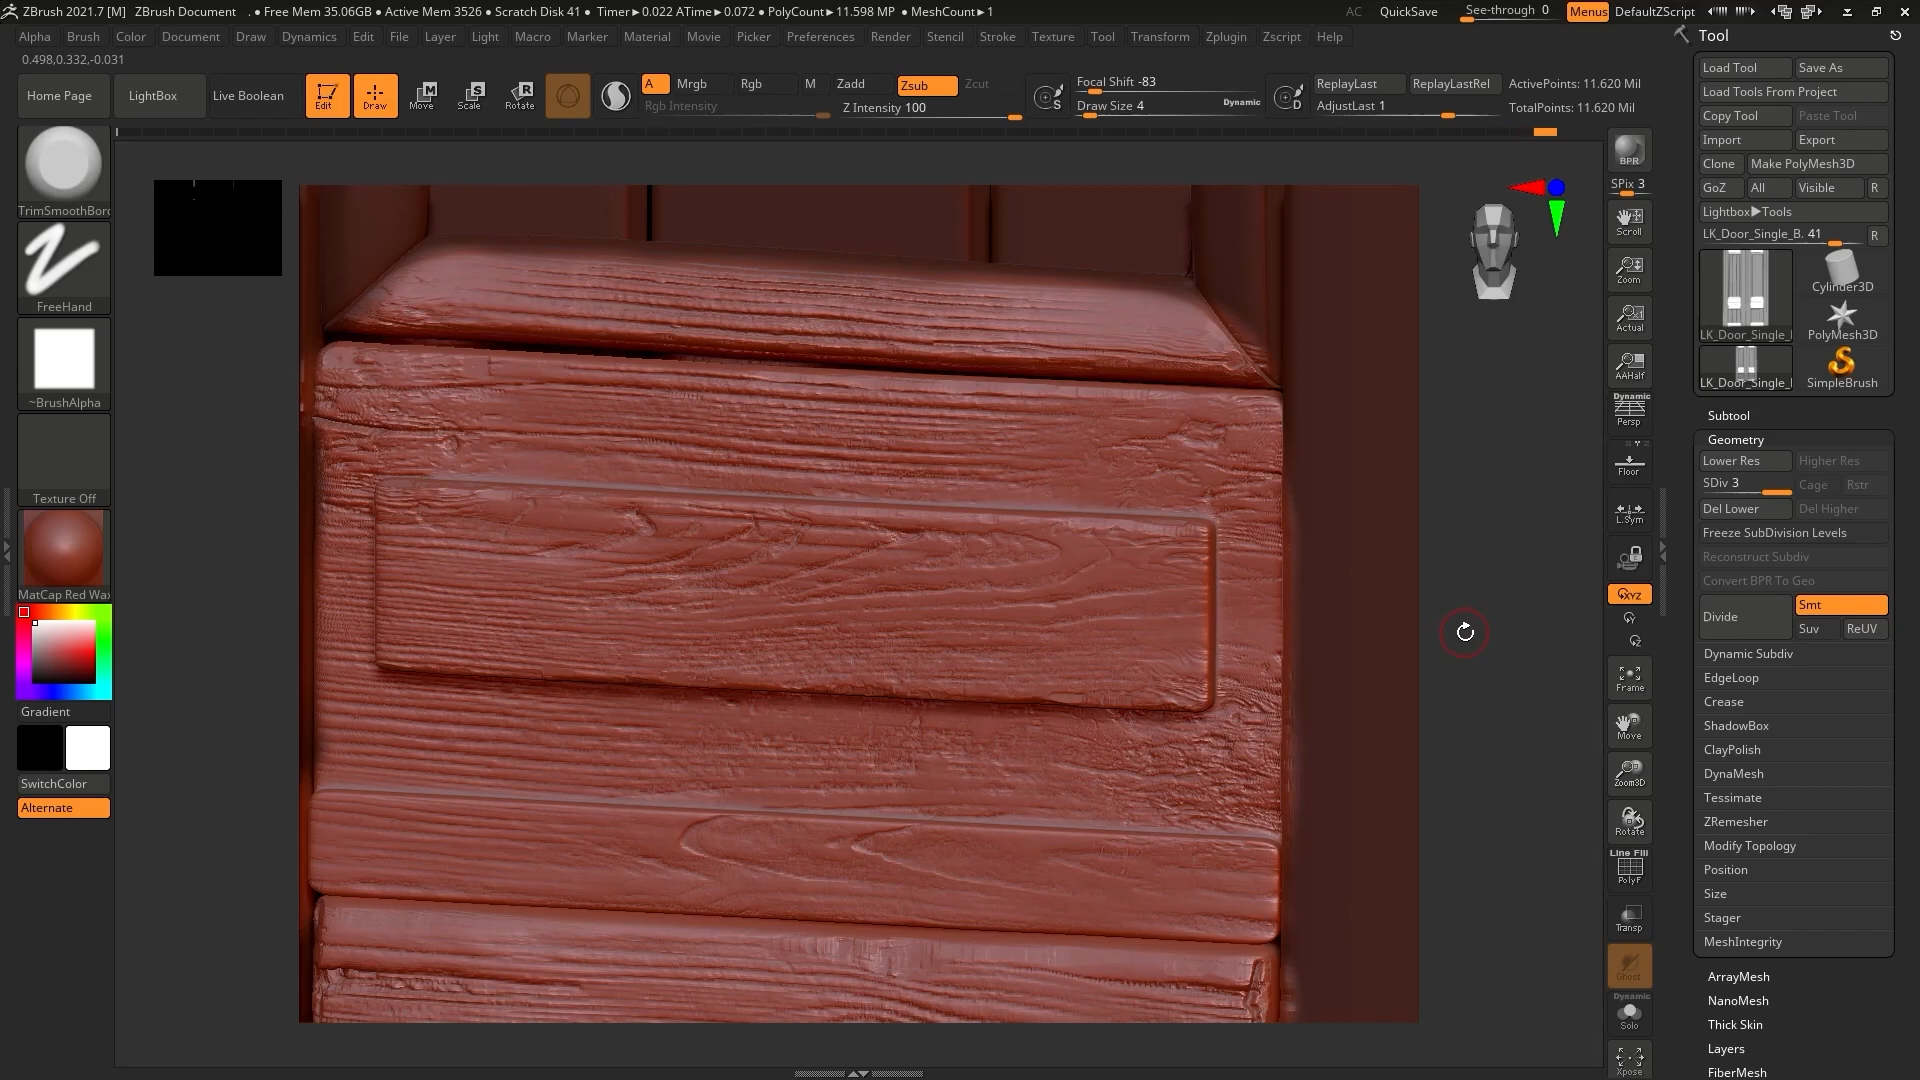 ZBrush 2021.7 [M] ZBrush Document . ● Free Mem 35.06GB ● Active Mem 3526 ● Scratch Disk 41 ● Timer►0.022 ATime►0.072 ● PolyCount►11.598 MP ● MeshCount►1 AC QuickSave See-through 0 Menus DefaultZScript
Alpha Brush Color Document Draw Dynamics Edit File Layer Light Macro Marker Material Movie Picker Preferences Render Stencil Stroke Texture Tool Transform Zplugin Zscript Help
0.498,0.332,-0.031
Home Page LightBox Live Boolean Edit Draw Move Scale Rotate
A Mrgb Rgb M Zadd Zsub Zcut
Rgb Intensity Z Intensity 100
S Focal Shift -83
Draw Size 4 Dynamic
D ReplayLast ReplayLastRel ActivePoints: 11.620 Mil
AdjustLast 1 TotalPoints: 11.620 Mil
TrimSmoothBord
FreeHand
~BrushAlpha
Texture Off
MatCap Red Wax
Gradient
SwitchColor
Alternate
BPR
SPix 3
Scroll
Zoom
Actual
AAHalf
Dynamic
Persp
Floor
L.Sym
XYZ
Y
Z
Frame
Move
Zoom3D
Rotate
Line Fill
PolyF
Transp
Ghost
Dynamic
Solo
Xpose
Tool
Load Tool Save As
Load Tools From Project
Copy Tool Paste Tool
Import Export
Clone Make PolyMesh3D
GoZ All Visible R
Lightbox►Tools
LK_Door_Single_B. 41 R
Cylinder3D
LK_Door_Single_ PolyMesh3D
LK_Door_Single_ SimpleBrush
Subtool
Geometry
Lower Res Higher Res
SDiv 3 Cage Rstr
Del Lower Del Higher
Freeze SubDivision Levels
Reconstruct Subdiv
Convert BPR To Geo
Divide Smt
Suv ReUV
Dynamic Subdiv
EdgeLoop
Crease
ShadowBox
ClayPolish
DynaMesh
Tessimate
ZRemesher
Modify Topology
Position
Size
Stager
MeshIntegrity
ArrayMesh
NanoMesh
Thick Skin
Layers
FiberMesh